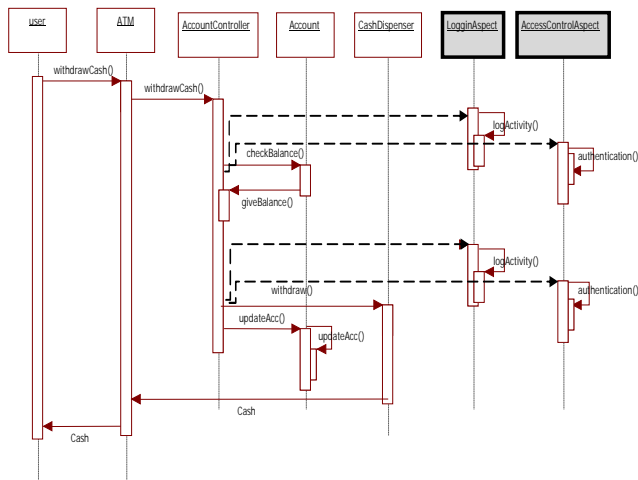 user
ATM
AccountController
Account
CashDispenser
LogginAspect
AccessControlAspect
withdrawCash()
withdrawCash()
logActivity()
checkBalance()
authentication()
giveBalance()
logActivity()
withdraw()
authentication()
updateAcc()
updateAcc()
Cash
Cash